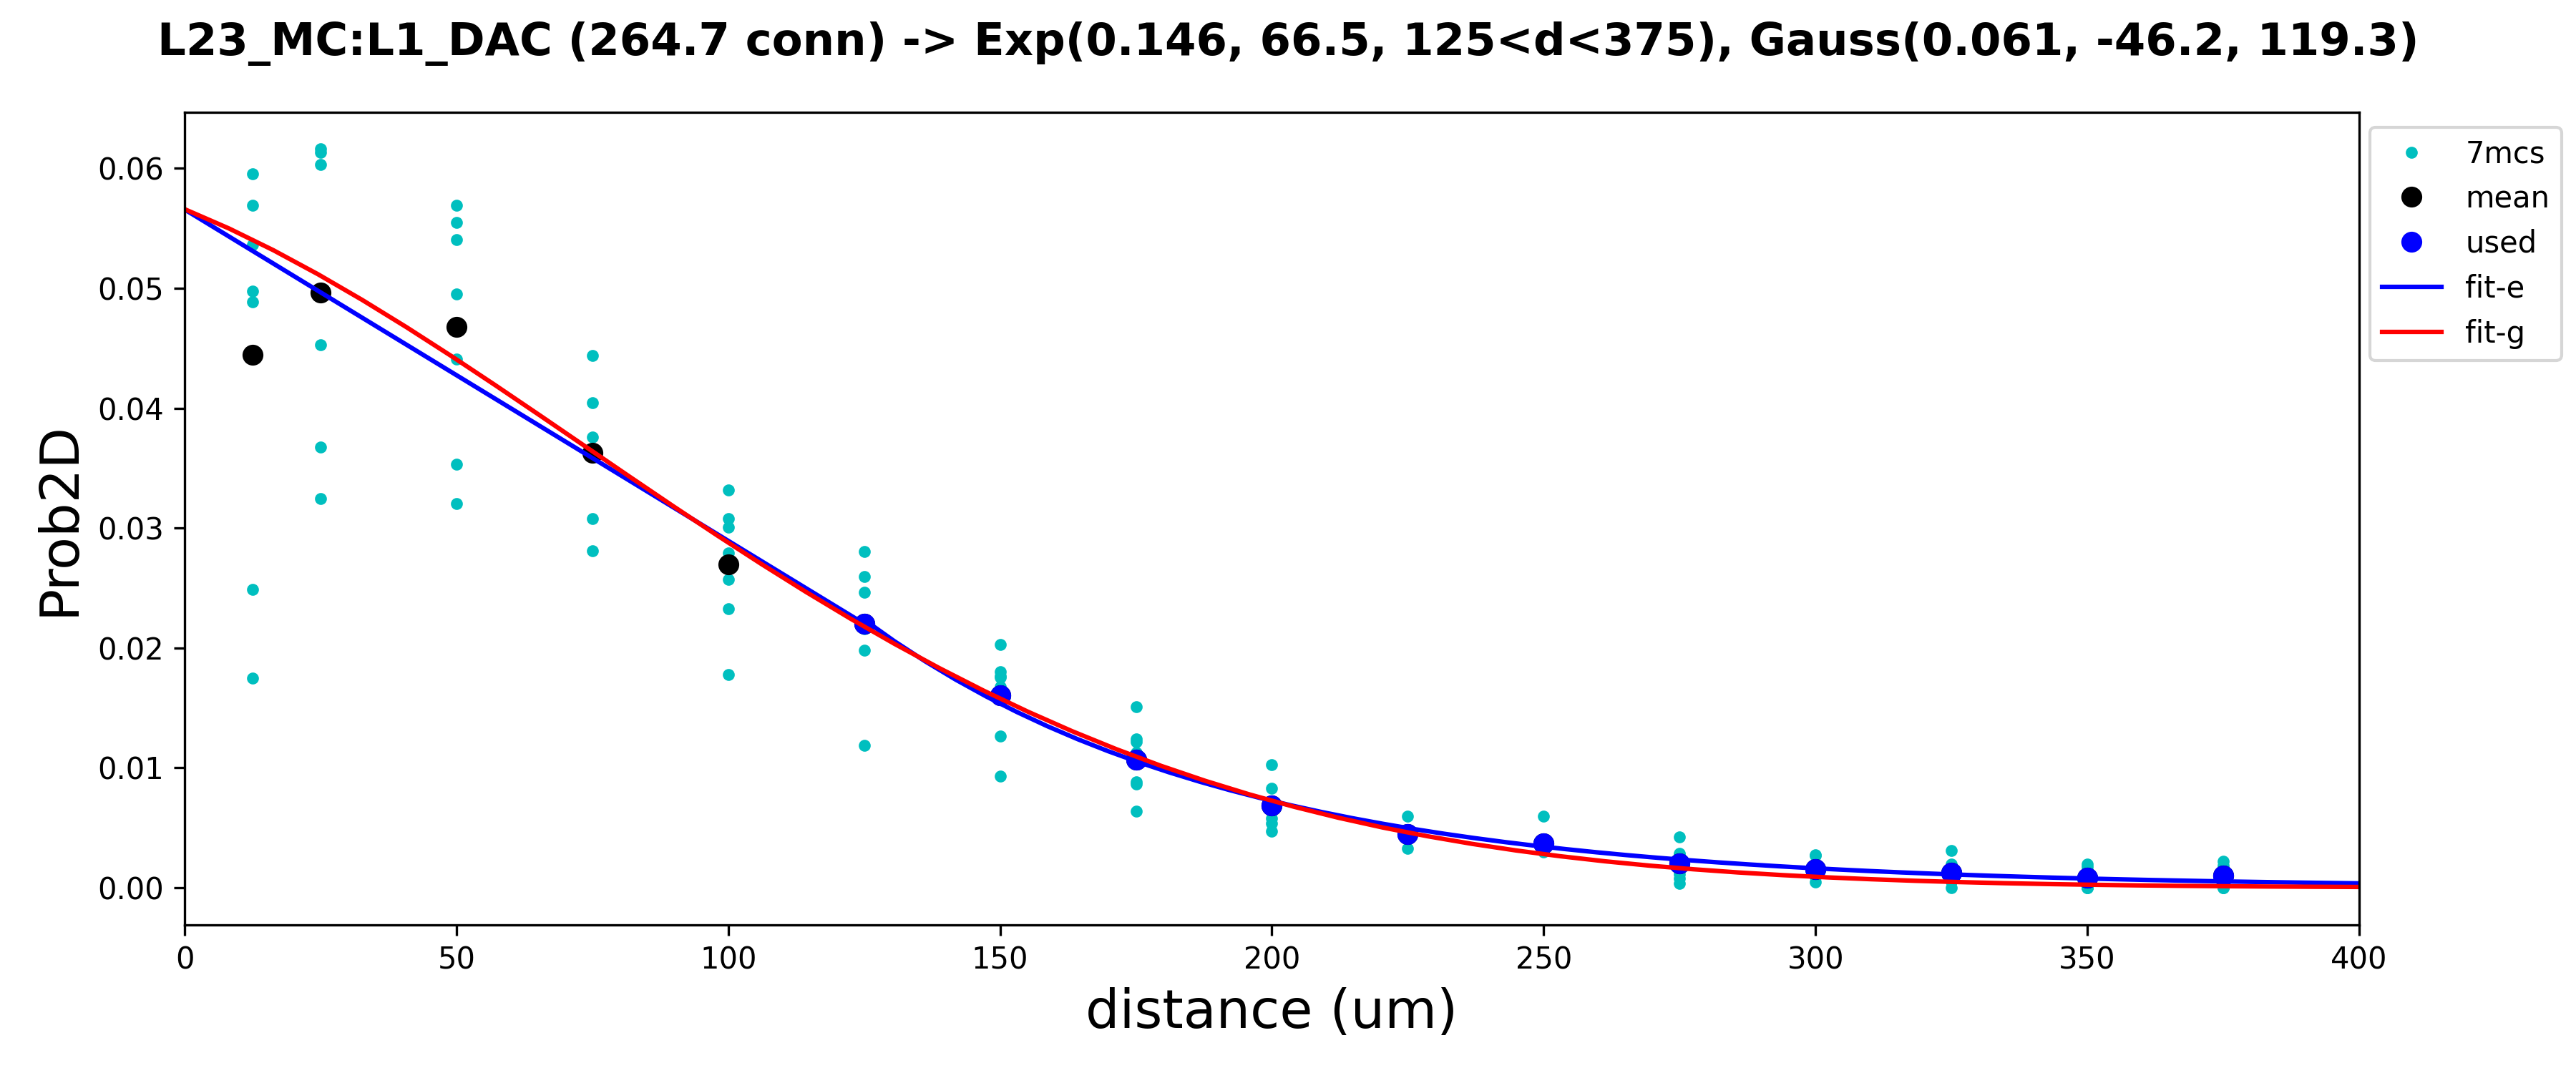 L23_MC:L1_DAC (264.7 conn) -> Exp(0.146, 66.5, 125<d<375), Gauss(0.061, -46.2, 119.3)
7mcs
mean
used
fit-e
fit-g
Prob2D
0.06
0.05
0.04
0.03
0.02
0.01
0.00
0 50 100 150 200 250 300 350 400
distance (um)